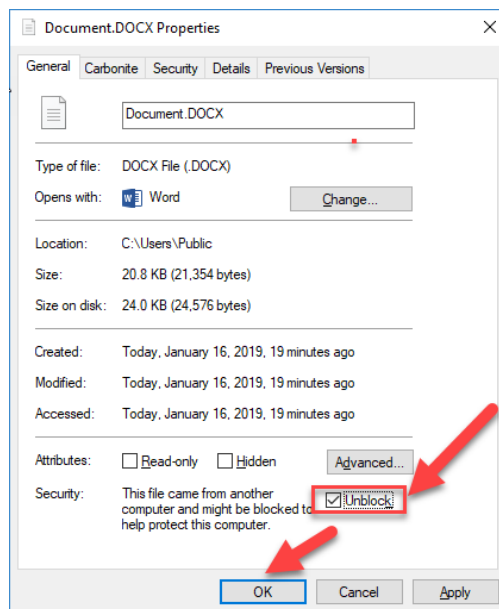 Document.DOCX Properties
General Carbonite Security Details Previous Versions
Document.DOCX
Type of file: DOCX File (.DOCX)
Opens with: Word Change...
Location: C:\Users\Public
Size: 20.8 KB (21,354 bytes)
Size on disk: 24.0 KB (24,576 bytes)
Created: Today, January 16, 2019, 19 minutes ago
Modified: Today, January 16, 2019, 19 minutes ago
Accessed: Today, January 16, 2019, 19 minutes ago
Attributes: Read-only Hidden Advanced...
Security: This file came from another
computer and might be blocked to Unblock
help protect this computer.
OK Cancel Apply